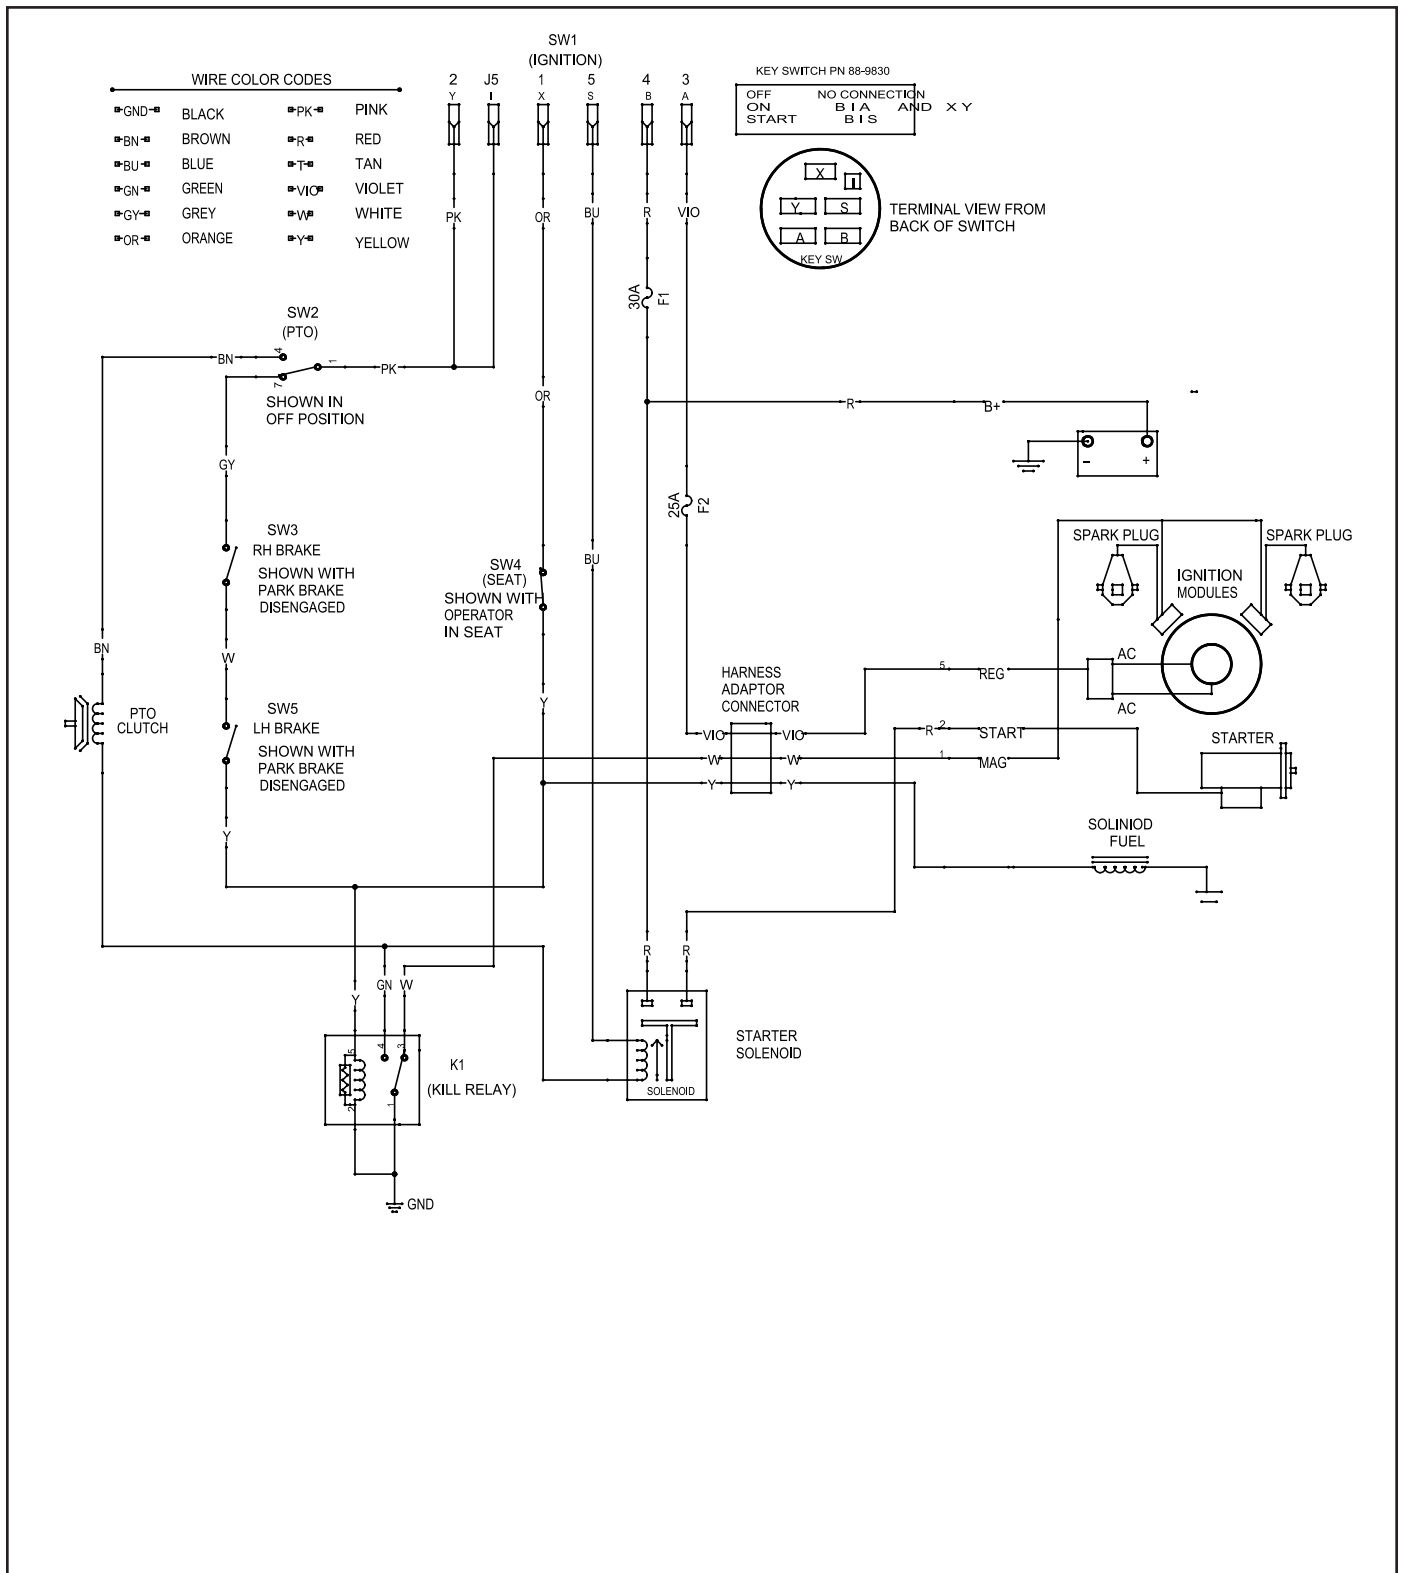 SW1
(IGNITION)
WIRE COLOR CODES
GND BLACK PK PINK
BN BROWN R RED
BU BLUE T TAN
GN GREEN VIO VIOLET
GY GREY W WHITE
OR ORANGE Y YELLOW
2 J5 1 5 4 3
Y I X S B A
KEY SWITCH PN 88-9830
OFF NO CONNECTION
ON B I A AND X Y
START B I S
X
I
Y S
A B
KEY SW
TERMINAL VIEW FROM
BACK OF SWITCH
PK OR BU R VIO
30A F1
SW2
(PTO)
BN 4 1 PK
7
SHOWN IN
OFF POSITION
OR
R B+
-
- +
GY
25A F2
SW3
RH BRAKE
SHOWN WITH
PARK BRAKE
DISENGAGED
SW4
(SEAT)
SHOWN WITH
OPERATOR
IN SEAT
BU
SPARK PLUG SPARK PLUG
IGNITION
MODULES
BN
W
Y
HARNESS
ADAPTOR
CONNECTOR
5 REG
AC
AC
PTO
CLUTCH
SW5
LH BRAKE
SHOWN WITH
PARK BRAKE
DISENGAGED
VIO VIO
W W
Y Y
R 2 START
1 MAG
STARTER
Y
SOLINIOD
FUEL
R R
Y GN W
5 4 3
2 1
K1
(KILL RELAY)
STARTER
SOLENOID
SOLENOID
GND